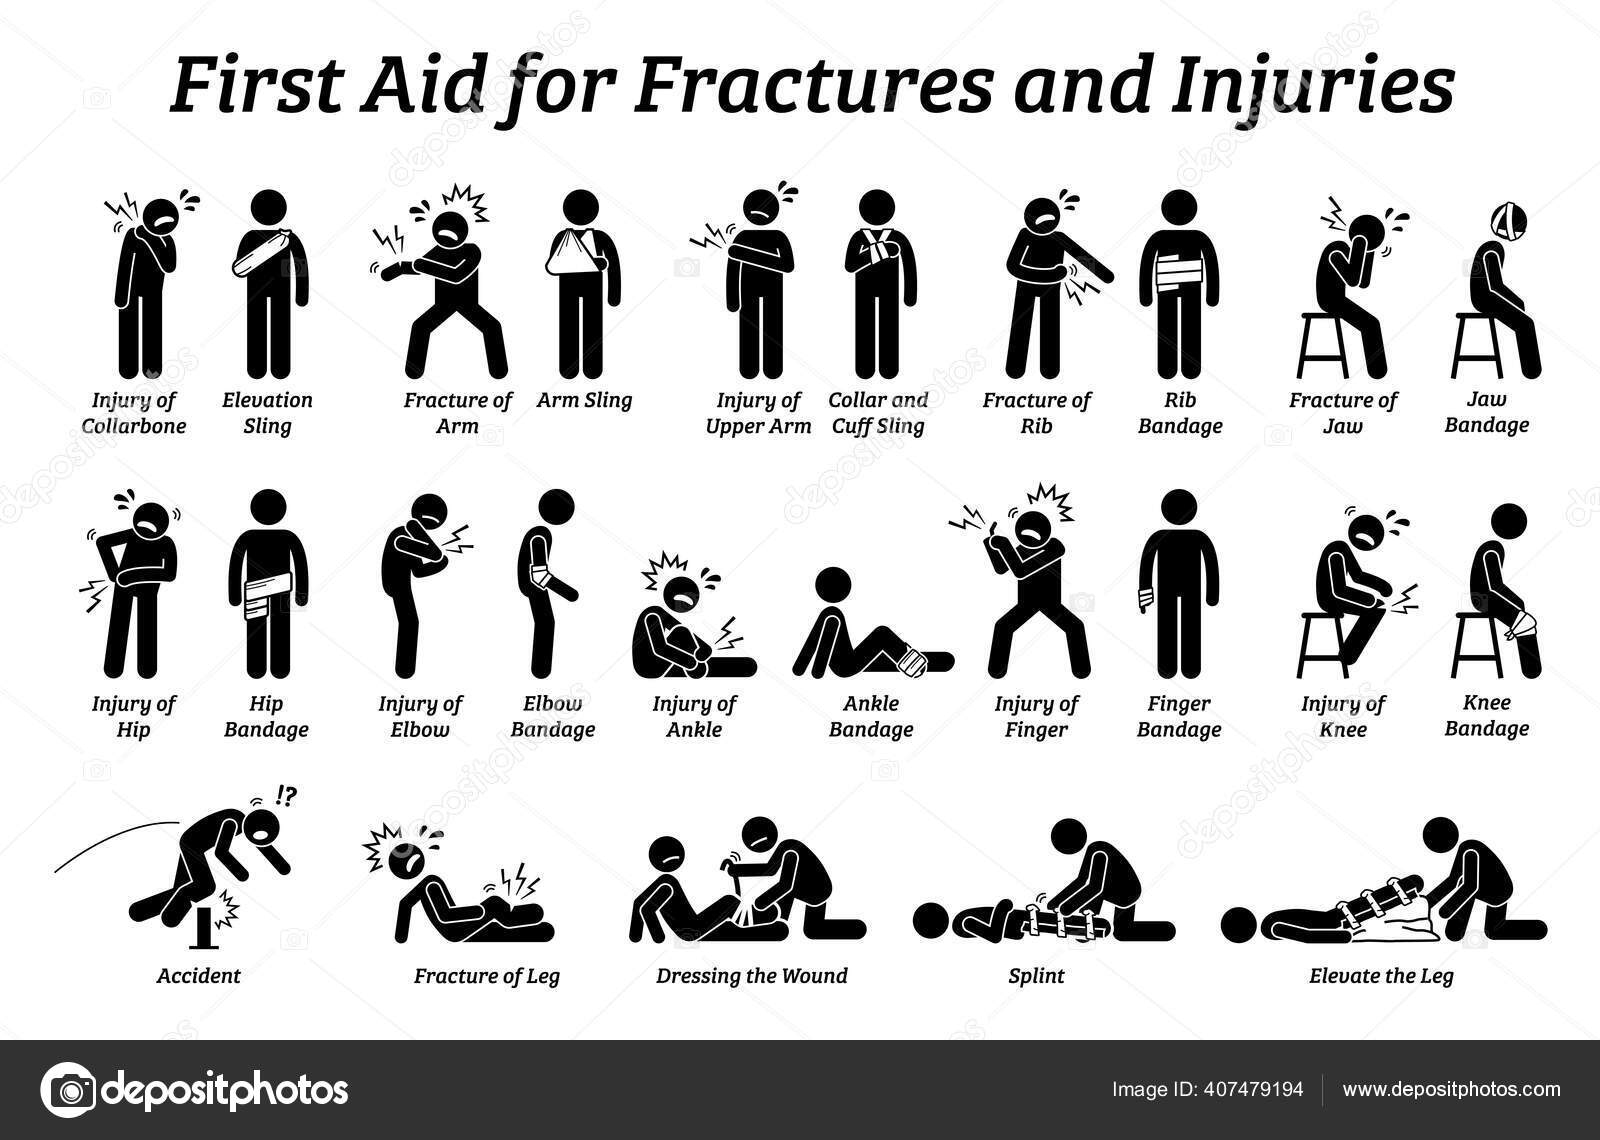 First Aid for Fractures and Injuries
Injury of
Collarbone
Elevation
Sling
Fracture of
Arm
Arm Sling
Injury of
Upper Arm
Collar and
Cuff Sling
Fracture of
Rib
Rib
Bandage
Fracture of
Jaw
Jaw
Bandage
Injury of
Hip
Hip
Bandage
Injury of
Elbow
Elbow
Bandage
Injury of
Ankle
Ankle
Bandage
Injury of
Finger
Finger
Bandage
Injury of
Knee
Knee
Bandage
!?
Accident
Fracture of Leg
Dressing the Wound
Splint
Elevate the Leg
depositphotos
Image ID: 407479194
www.depositphotos.com